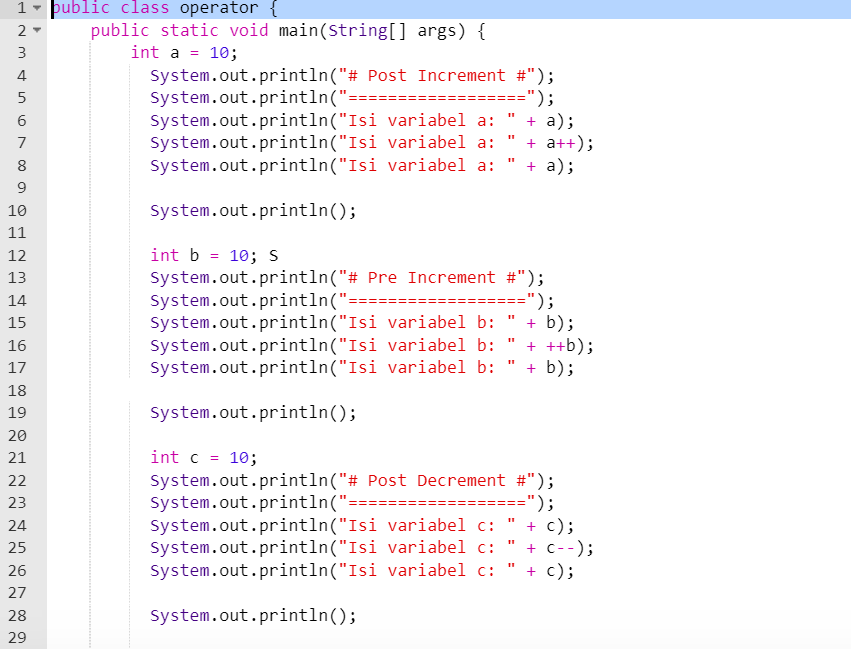 1 public class operator {
2 public static void main(String[] args) {
3 int a = 10;
4 System.out.println("# Post Increment #");
5 System.out.println("==================");
6 System.out.println("Isi variabel a: " + a);
7 System.out.println("Isi variabel a: " + a++);
8 System.out.println("Isi variabel a: " + a);
9
10 System.out.println();
11
12 int b = 10; S
13 System.out.println("# Pre Increment #");
14 System.out.println("==================");
15 System.out.println("Isi variabel b: " + b);
16 System.out.println("Isi variabel b: " + ++b);
17 System.out.println("Isi variabel b: " + b);
18
19 System.out.println();
20
21 int c = 10;
22 System.out.println("# Post Decrement #");
23 System.out.println("==================");
24 System.out.println("Isi variabel c: " + c);
25 System.out.println("Isi variabel c: " + c--);
26 System.out.println("Isi variabel c: " + c);
27
28 System.out.println();
29